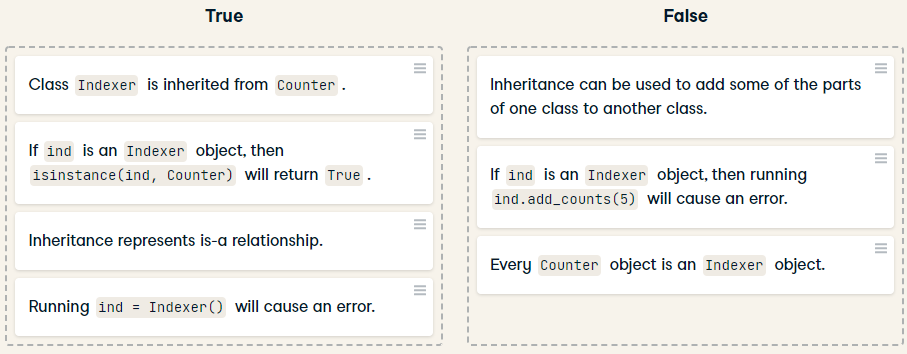 True
Class Indexer is inherited from Counter.
If ind is an Indexer object, then
isinstance(ind, Counter) will return True.
Inheritance represents is-a relationship.
Running ind = Indexer() will cause an error.
False
Inheritance can be used to add some of the parts
of one class to another class.
If ind is an Indexer object, then running
ind.add_counts(5) will cause an error.
Every Counter object is an Indexer object.